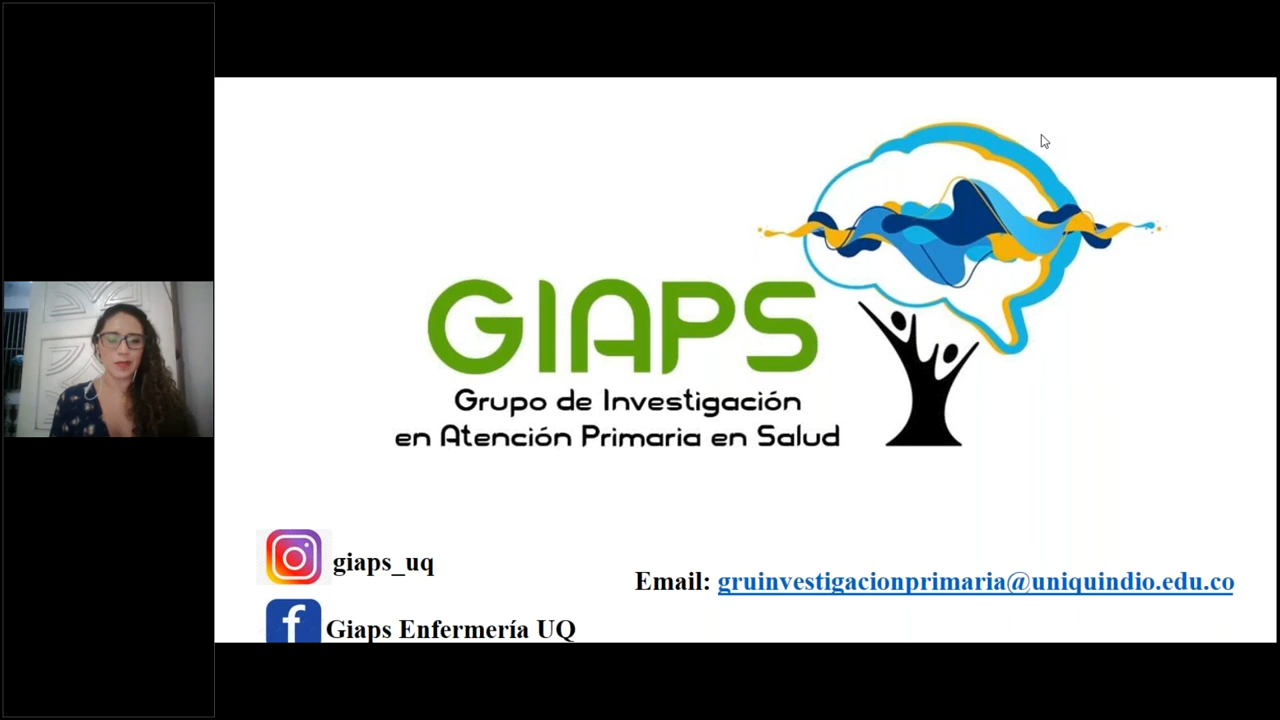 GIAPS
Grupo de Investigación
en Atención Primaria en Salud
giaps_uq
Email: gruinvestigacionprimaria@uniquindio.edu.co
Giaps Enfermería UQ